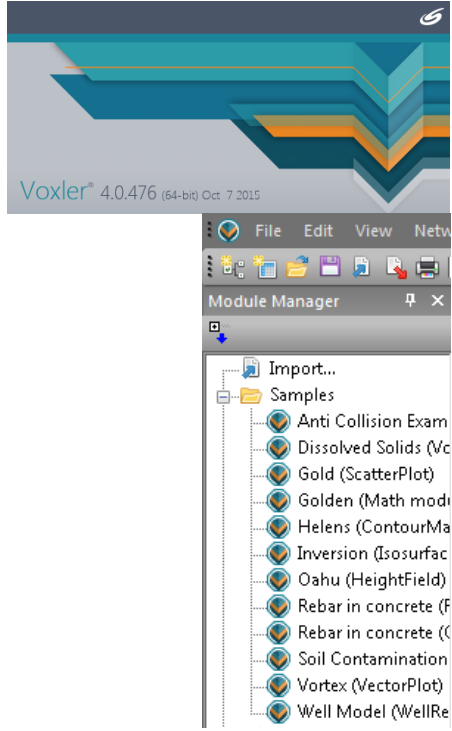 Voxler® 4.0.476 (64-bit) Oct 7 2015
File Edit View Netw
Module Manager
Import...
Samples
Anti Collision Exam
Dissolved Solids (Vo
Gold (ScatterPlot)
Golden (Math modu
Helens (ContourMa
Inversion (Isosurfac
Oahu (HeightField)
Rebar in concrete (F
Rebar in concrete (O
Soil Contamination
Vortex (VectorPlot)
Well Model (WellRe